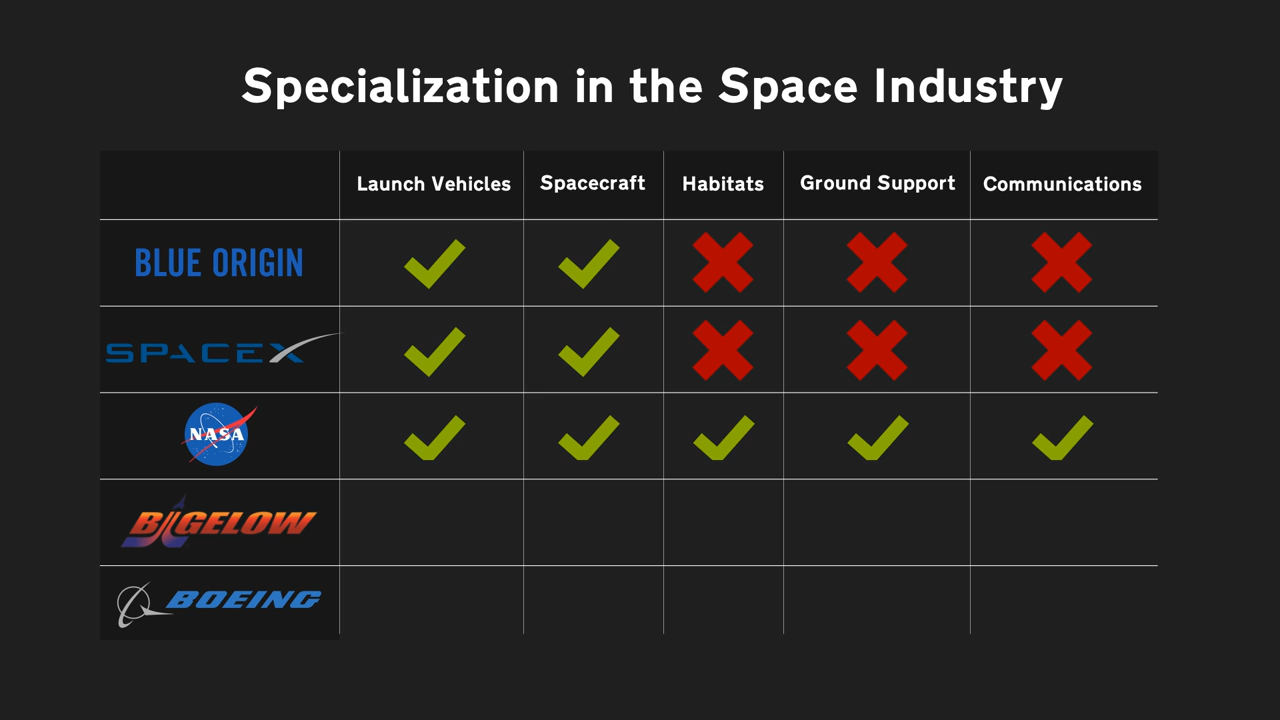 Specialization in the Space Industry
Launch Vehicles Spacecraft Habitats Ground Support Communications
BLUE ORIGIN
SPACEX
NASA
BIGELOW
BOEING